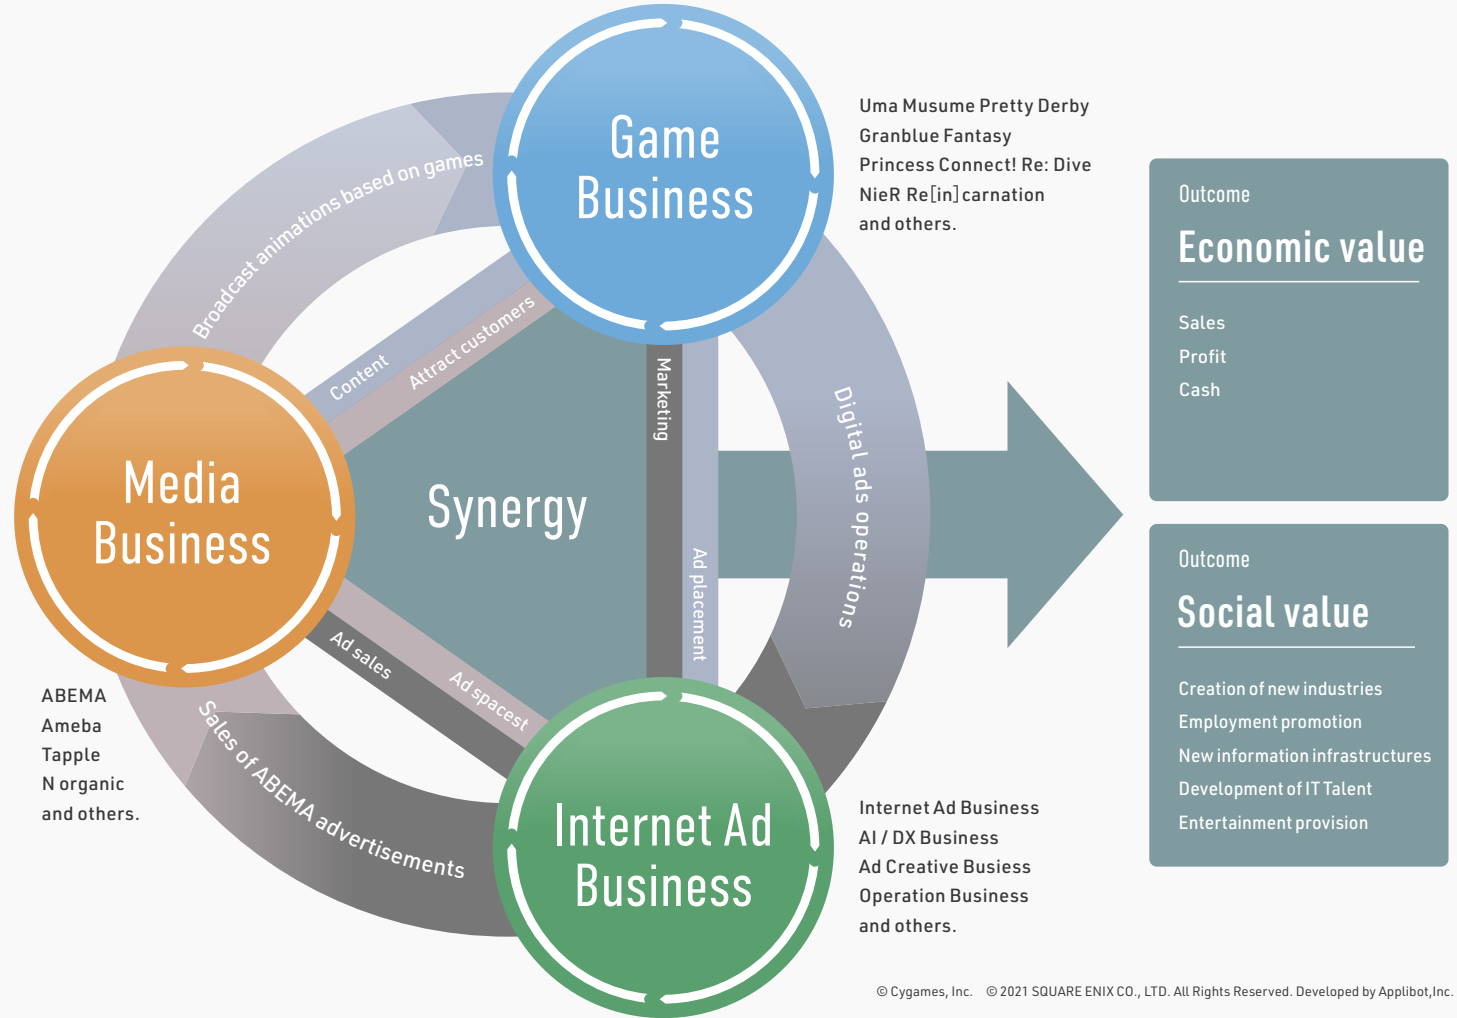 Game
Business
Uma Musume Pretty Derby
Granblue Fantasy
Princess Connect! Re: Dive
NieR Re[in]carnation
and others.
Broadcast animations based on games
Content
Attract customers
Marketing
Ad placement
Digital ads operations
Media
Business
Synergy
ABEMA
Ameba
Tapple
N organic
and others.
Ad sales
Ad spacest
Sales of ABEMA advertisements
Internet Ad
Business
Internet Ad Business
AI / DX Business
Ad Creative Busiess
Operation Business
and others.
Outcome
Economic value
Sales
Profit
Cash
Outcome
Social value
Creation of new industries
Employment promotion
New information infrastructures
Development of IT Talent
Entertainment provision
© Cygames, Inc. © 2021 SQUARE ENIX CO., LTD. All Rights Reserved. Developed by Applibot,Inc.